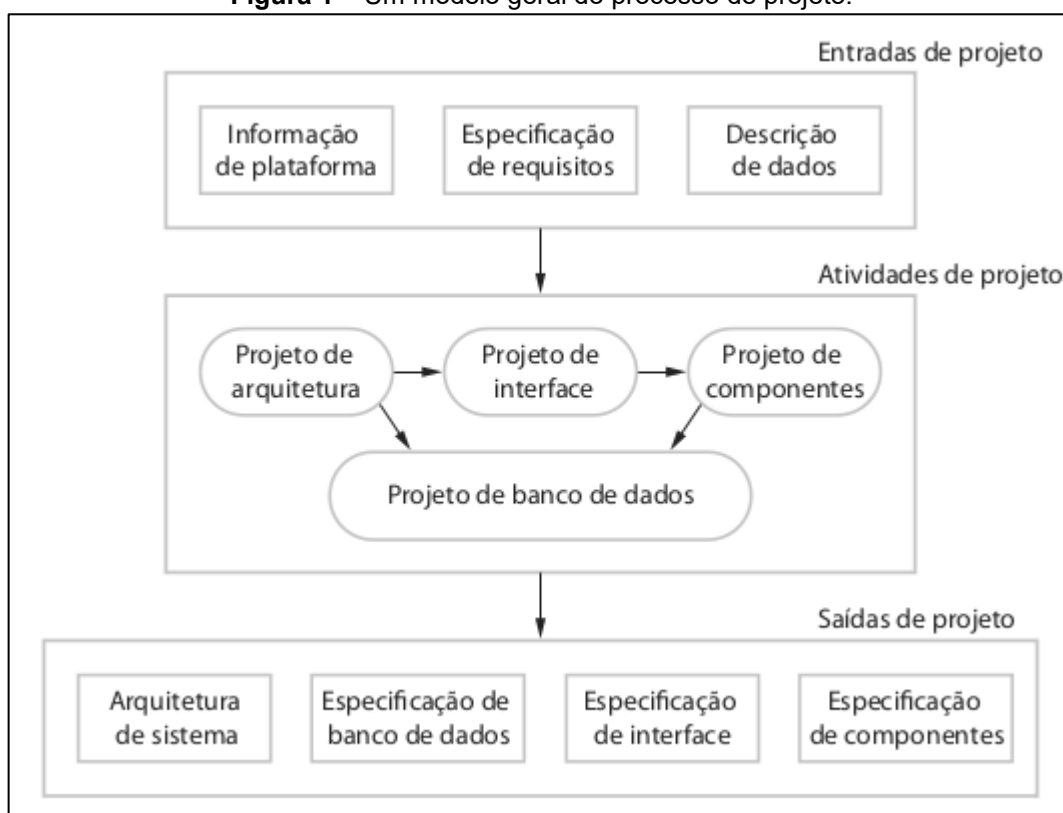 Figura 1 – Um modelo geral do processo de projeto.
Entradas de projeto
Informação
de plataforma
Especificação
de requisitos
Descrição
de dados
Atividades de projeto
Projeto de
arquitetura
Projeto de
interface
Projeto de
componentes
Projeto de banco de dados
Saídas de projeto
Arquitetura
de sistema
Especificação de
banco de dados
Especificação
de interface
Especificação
de componentes